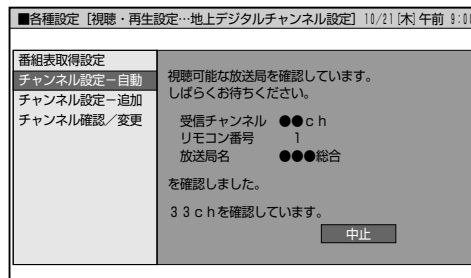 ■各種設定［視聴・再生設定…地上デジタルチャンネル設定］10/21[木]午前 9:00
番組表取得設定
チャンネル設定－自動
チャンネル設定－追加
チャンネル確認／変更
視聴可能な放送局を確認しています。
しばらくお待ちください。
受信チャンネル ●●ｃｈ
リモコン番号 1
放送局名 ●●●総合
を確認しました。
３３ｃｈを確認しています。
中止